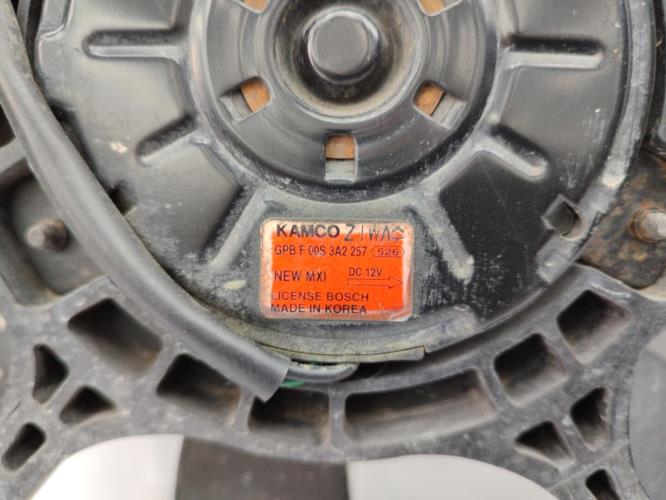 KAMCO
GPB F 00S 3A2 257 526
NEW MXI DC 12V
LICENSE BOSCH
MADE IN KOREA